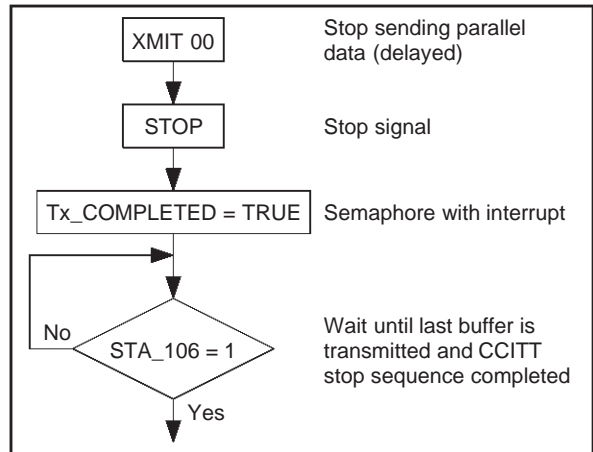 XMIT 00
Stop sending parallel
data (delayed)
STOP
Stop signal
Tx_COMPLETED = TRUE
Semaphore with interrupt
No
STA_106 = 1
Wait until last buffer is
transmitted and CCITT
stop sequence completed
Yes